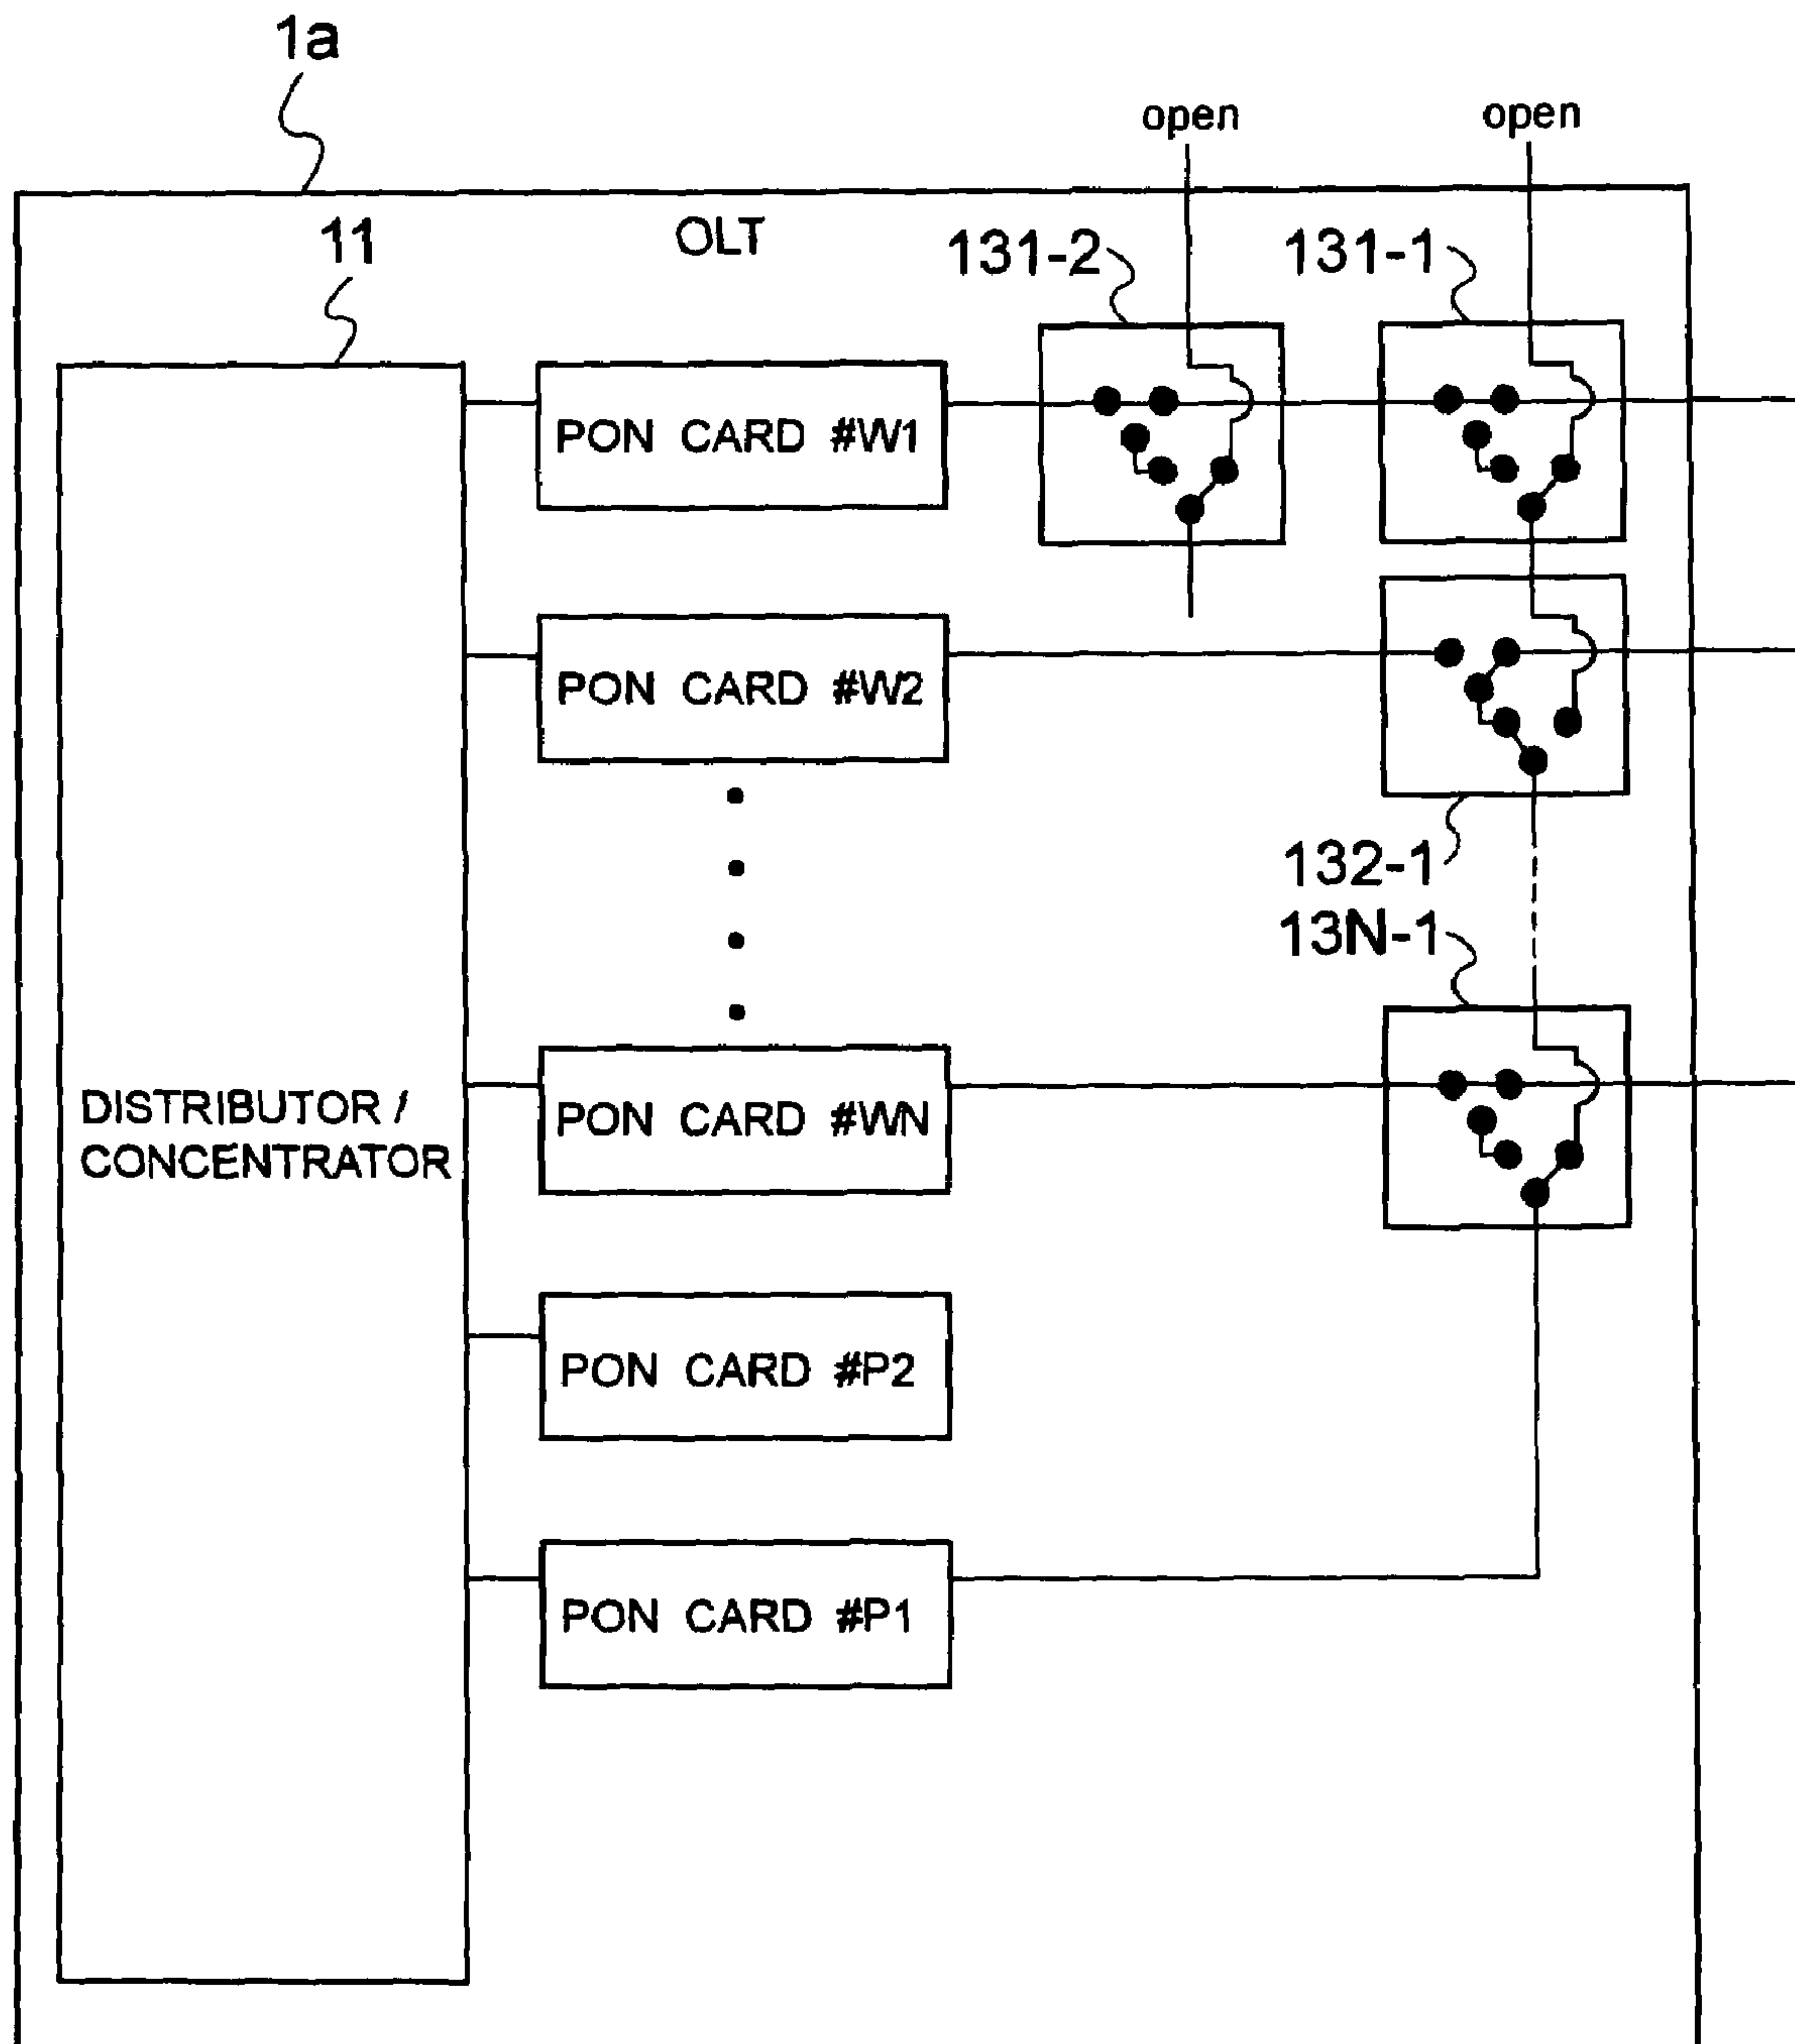 1a
open
open
11
OLT
131-2
131-1
PON CARD #W1
PON CARD #W2
132-1
13N-1
DISTRIBUTOR /
CONCENTRATOR
PON CARD #WN
PON CARD #P2
PON CARD #P1